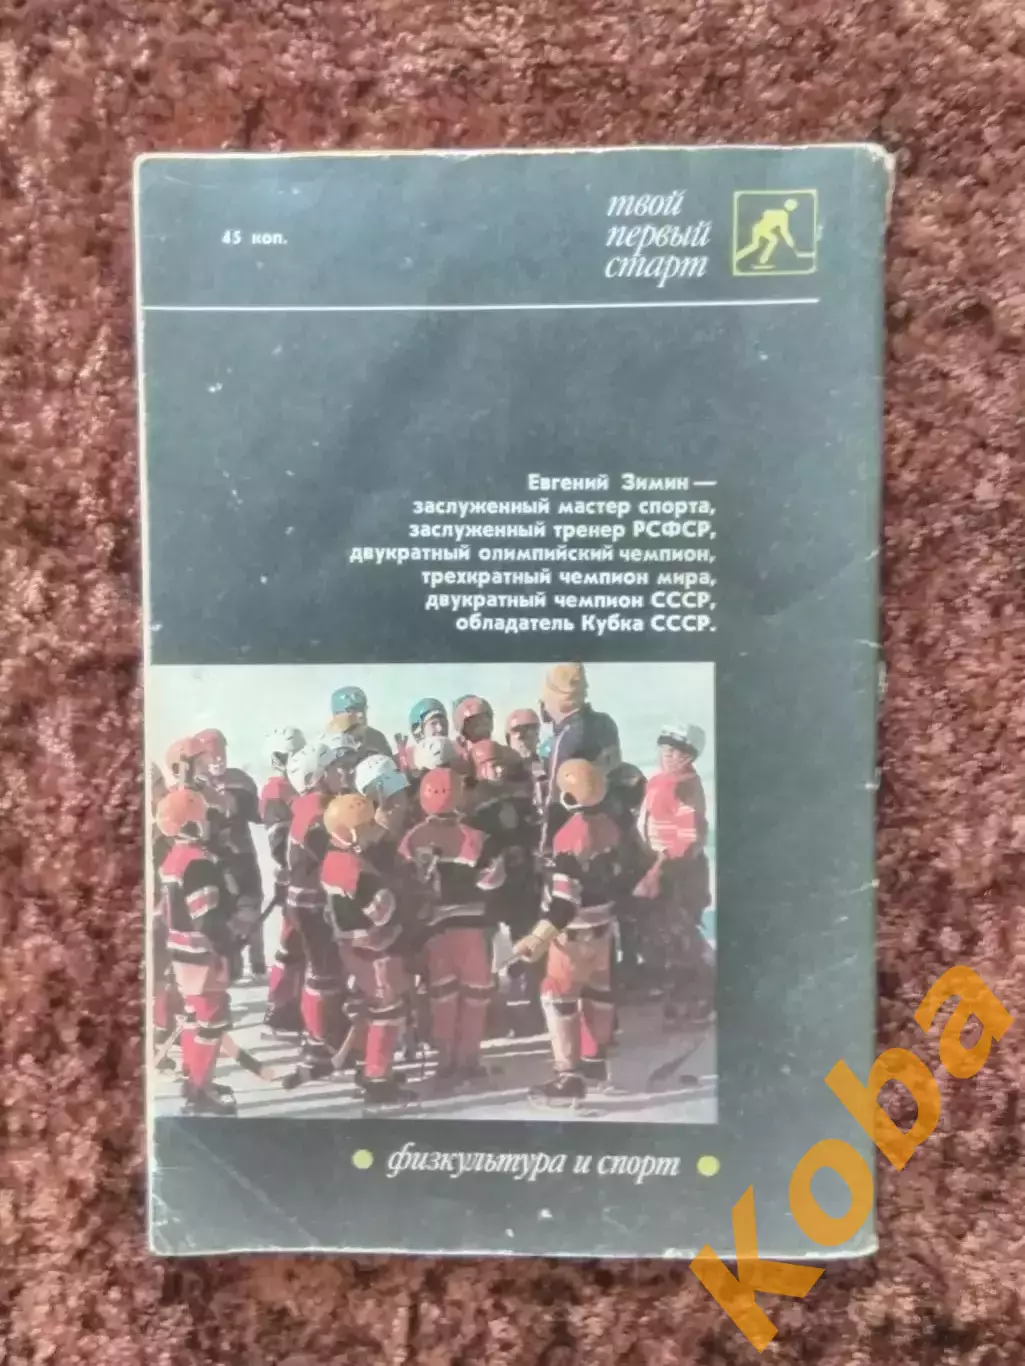 45 коп.
твой
первый
старт
Евгений Зимин —
заслуженный мастер спорта,
заслуженный тренер РСФСР,
двукратный олимпийский чемпион,
трехкратный чемпион мира,
двукратный чемпион СССР,
обладатель Кубка СССР.
физкультура и спорт
Koba